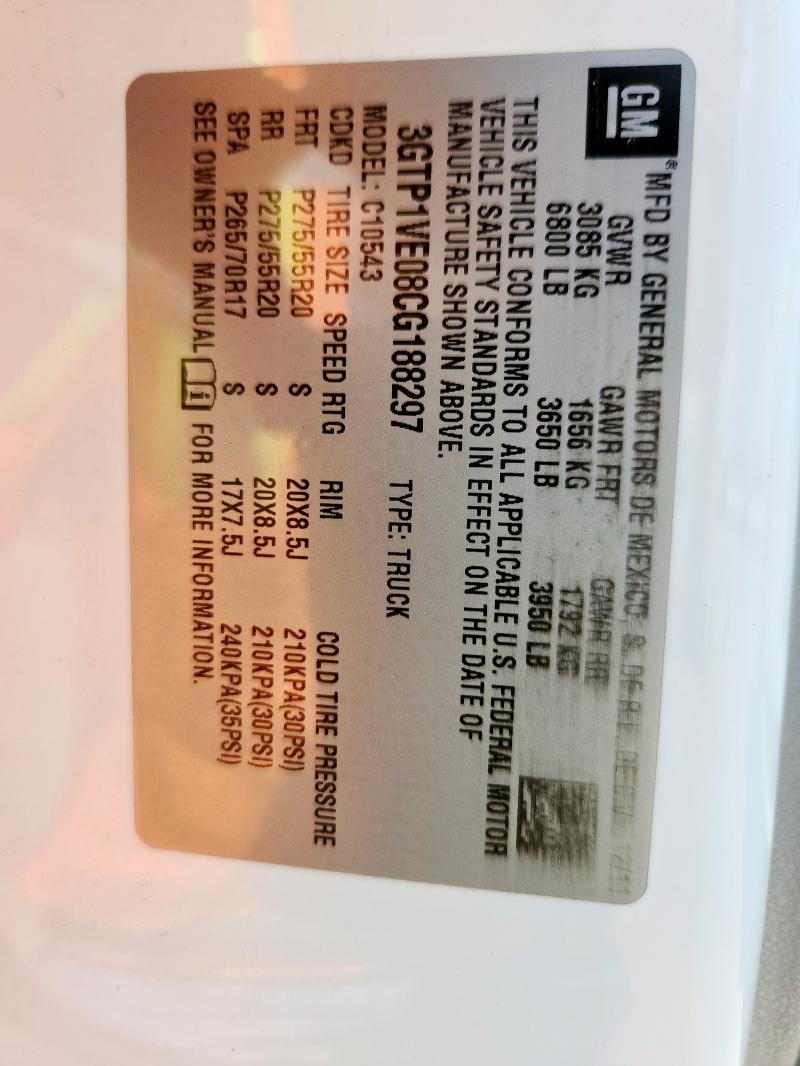 GM
®MFD BY GENERAL MOTORS DE MEXICO, S. DE R.L. DE C.V. 12/11
GVWR GAWR FRT GAWR RR
3085 KG 1656 KG 1792 KG
6800 LB 3650 LB 3950 LB
THIS VEHICLE CONFORMS TO ALL APPLICABLE U.S. FEDERAL MOTOR
VEHICLE SAFETY STANDARDS IN EFFECT ON THE DATE OF
MANUFACTURE SHOWN ABOVE.
3GTP1VE08CG188297 TYPE: TRUCK
MODEL: C10543
CDKD TIRE SIZE SPEED RTG RIM COLD TIRE PRESSURE
FRT P275/55R20 S 20X8.5J 210KPA(30PSI)
RR P275/55R20 S 20X8.5J 210KPA(30PSI)
SPA P265/70R17 S 17X7.5J 240KPA(35PSI)
SEE OWNER'S MANUAL i FOR MORE INFORMATION.